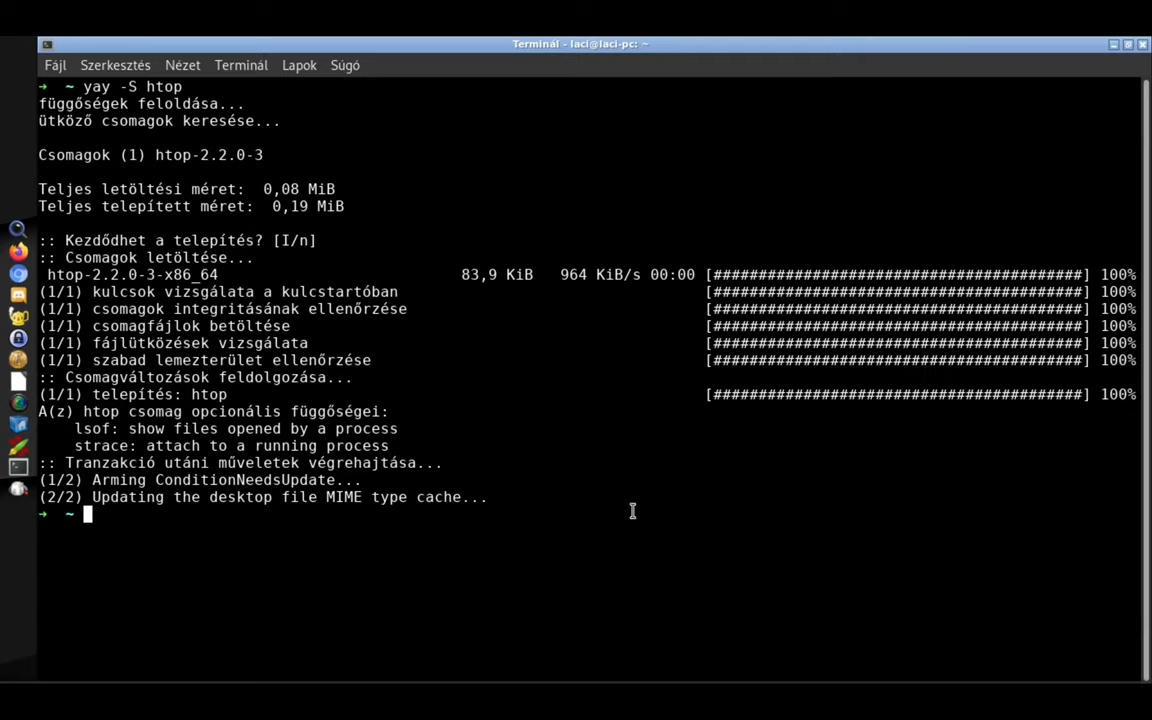 Terminál - laci@laci-pc: ~
Fájl Szerkesztés Nézet Terminál Lapok Súgó
➜ ~ yay -S htop
függőségek feloldása...
ütköző csomagok keresése...
Csomagok (1) htop-2.2.0-3
Teljes letöltési méret: 0,08 MiB
Teljes telepített méret: 0,19 MiB
:: Kezdődhet a telepítés? [I/n]
:: Csomagok letöltése...
htop-2.2.0-3-x86_64 83,9 KiB 964 KiB/s 00:00 [##########################################] 100%
(1/1) kulcsok vizsgálata a kulcstartóban [##########################################] 100%
(1/1) csomagok integritásának ellenőrzése [##########################################] 100%
(1/1) csomagfájlok betöltése [##########################################] 100%
(1/1) fájlütközések vizsgálata [##########################################] 100%
(1/1) szabad lemezterület ellenőrzése [##########################################] 100%
:: Csomagváltozások feldolgozása...
(1/1) telepítés: htop [##########################################] 100%
A(z) htop csomag opcionális függőségei:
lsof: show files opened by a process
strace: attach to a running process
:: Tranzakció utáni műveletek végrehajtása...
(1/2) Arming ConditionNeedsUpdate...
(2/2) Updating the desktop file MIME type cache...
➜ ~